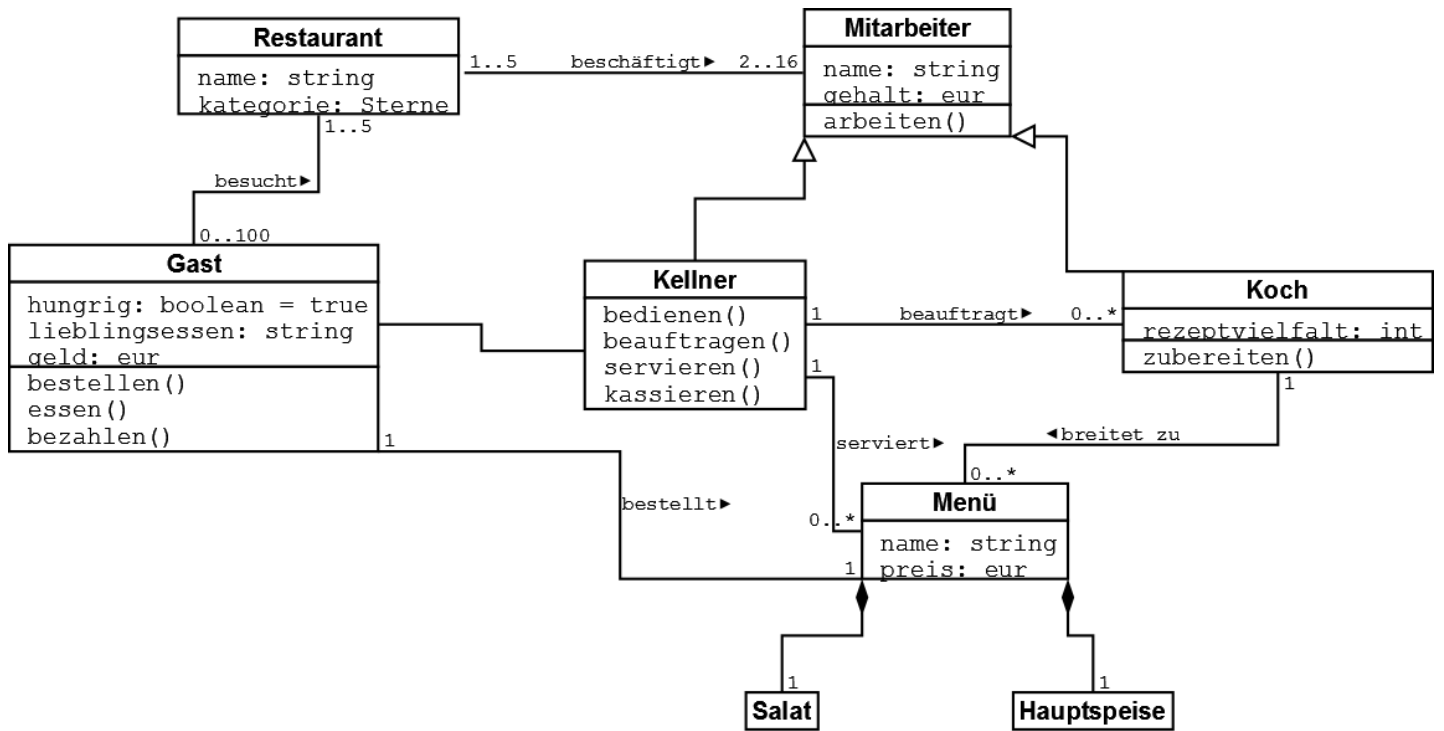 Restaurant
name: string
kategorie: Sterne
1..5 beschäftigt► 2..16
Mitarbeiter
name: string
gehalt: eur
arbeiten()
1..5
besucht►
0..100
Gast
hungrig: boolean = true
lieblingsessen: string
geld: eur
bestellen()
essen()
bezahlen()
Kellner
bedienen()
beauftragen()
servieren()
kassieren()
1 beauftragt► 0..*
Koch
rezeptvielfalt: int
zubereiten()
1
serviert►
0..*
1
◄breitet zu
0..*
1
bestellt►
1
Menü
name: string
preis: eur
1
Salat
1
Hauptspeise